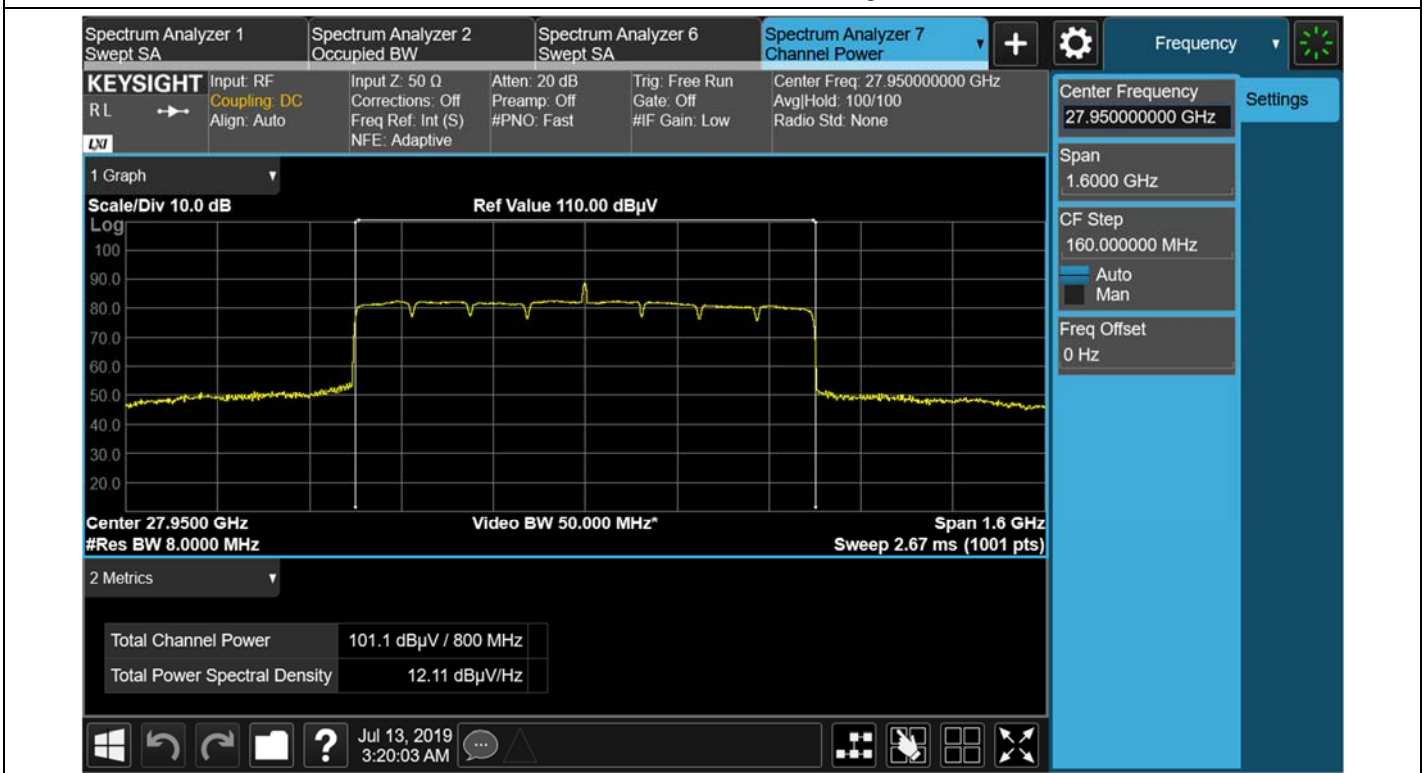 Spectrum Analyzer 1
Swept SA
Spectrum Analyzer 2
Occupied BW
Spectrum Analyzer 6
Swept SA
Spectrum Analyzer 7
Channel Power
+
Frequency
KEYSIGHT
RL
LXI
Input: RF
Coupling: DC
Align: Auto
Input Z: 50 Ω
Corrections: Off
Freq Ref: Int (S)
NFE: Adaptive
Atten: 20 dB
Preamp: Off
#PNO: Fast
Trig: Free Run
Gate: Off
#IF Gain: Low
Center Freq: 27.950000000 GHz
Avg|Hold: 100/100
Radio Std: None
Center Frequency
27.950000000 GHz
Settings
Span
1.6000 GHz
CF Step
160.000000 MHz
Auto
Man
Freq Offset
0 Hz
1 Graph
Scale/Div 10.0 dB
Ref Value 110.00 dBµV
Log
100
90.0
80.0
70.0
60.0
50.0
40.0
30.0
20.0
Center 27.9500 GHz
#Res BW 8.0000 MHz
Video BW 50.000 MHz*
Span 1.6 GHz
Sweep 2.67 ms (1001 pts)
2 Metrics
Total Channel Power 101.1 dBµV / 800 MHz
Total Power Spectral Density 12.11 dBµV/Hz
?
Jul 13, 2019
3:20:03 AM